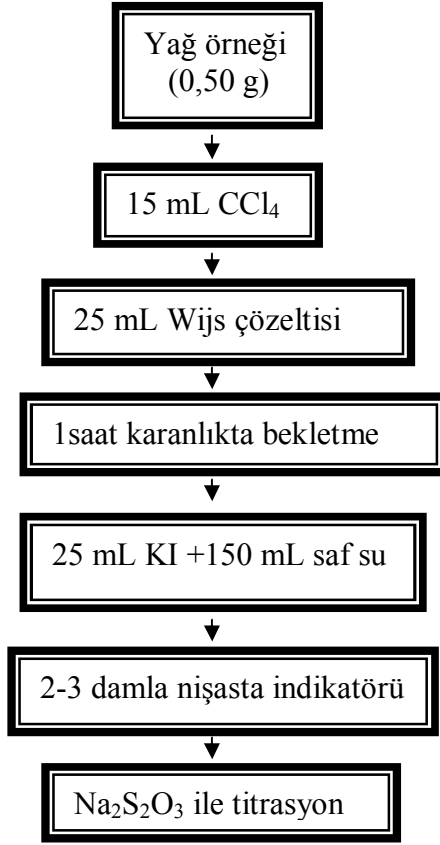 Yağ örneği
(0,50 g)
15 mL CCl₄
25 mL Wijs çözeltisi
1saat karanlıkta bekletme
25 mL KI +150 mL saf su
2-3 damla nişasta indikatörü
Na₂S₂O₃ ile titrasyon